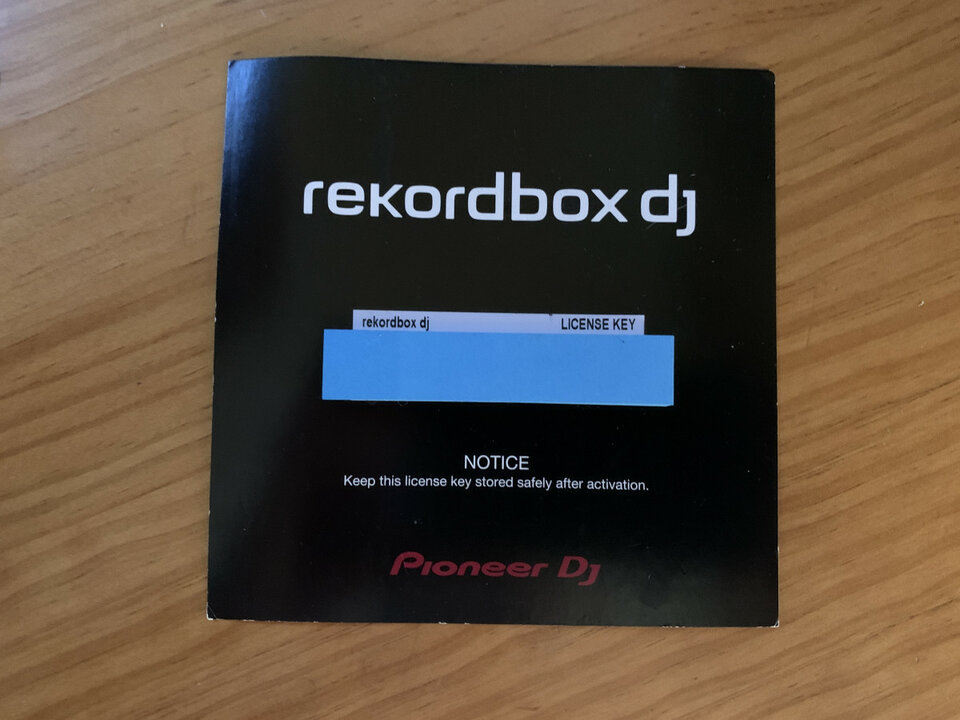 rekordbox dj
rekordbox dj LICENSE KEY
NOTICE
Keep this license key stored safely after activation.
Pioneer Dj